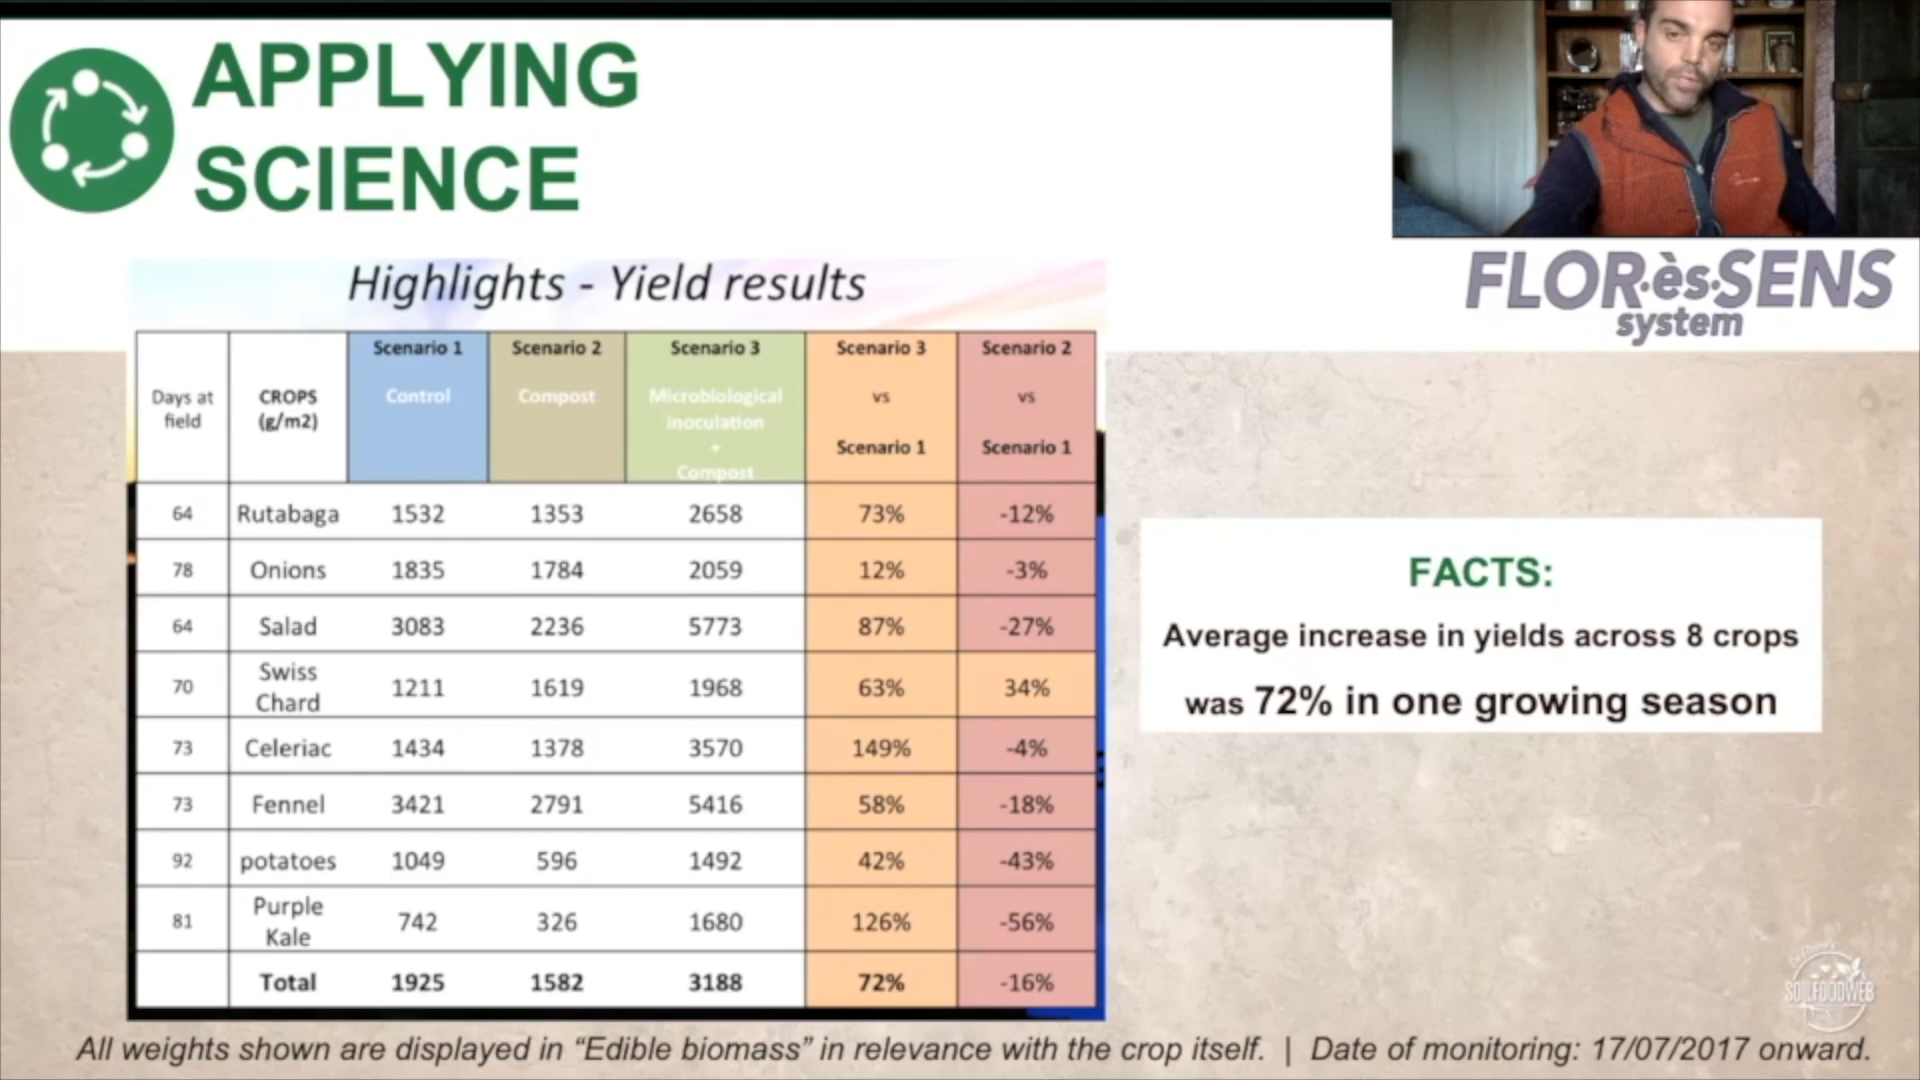 APPLYING
SCIENCE
FLOR·ès·SENS
system
Highlights - Yield results
Days at field | CROPS (g/m2) | Scenario 1 Control | Scenario 2 Compost | Scenario 3 Microbiological inoculation + Compost | Scenario 3 vs Scenario 1 | Scenario 2 vs Scenario 1
64 Rutabaga 1532 1353 2658 73% -12%
78 Onions 1835 1784 2059 12% -3%
64 Salad 3083 2236 5773 87% -27%
70 Swiss Chard 1211 1619 1968 63% 34%
73 Celeriac 1434 1378 3570 149% -4%
73 Fennel 3421 2791 5416 58% -18%
92 potatoes 1049 596 1492 42% -43%
81 Purple Kale 742 326 1680 126% -56%
Total 1925 1582 3188 72% -16%
FACTS:
Average increase in yields across 8 crops
was 72% in one growing season
SOILFOODWEB
All weights shown are displayed in “Edible biomass” in relevance with the crop itself. | Date of monitoring: 17/07/2017 onward.